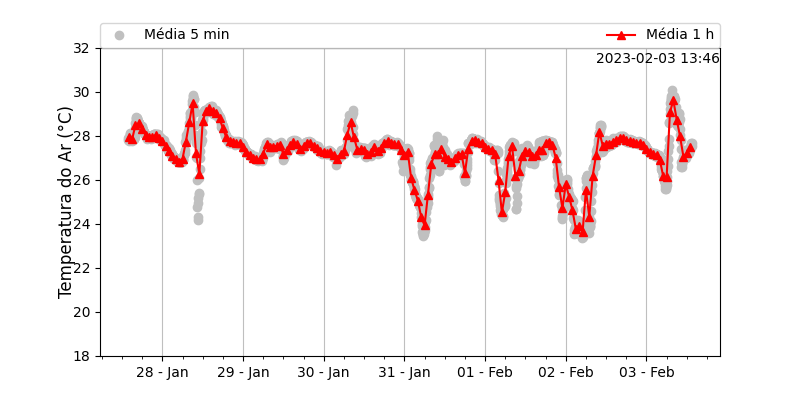 Média 5 min
Média 1 h
2023-02-03 13:46
Temperatura do Ar (°C)
32
30
28
26
24
22
20
18
28 - Jan
29 - Jan
30 - Jan
31 - Jan
01 - Feb
02 - Feb
03 - Feb